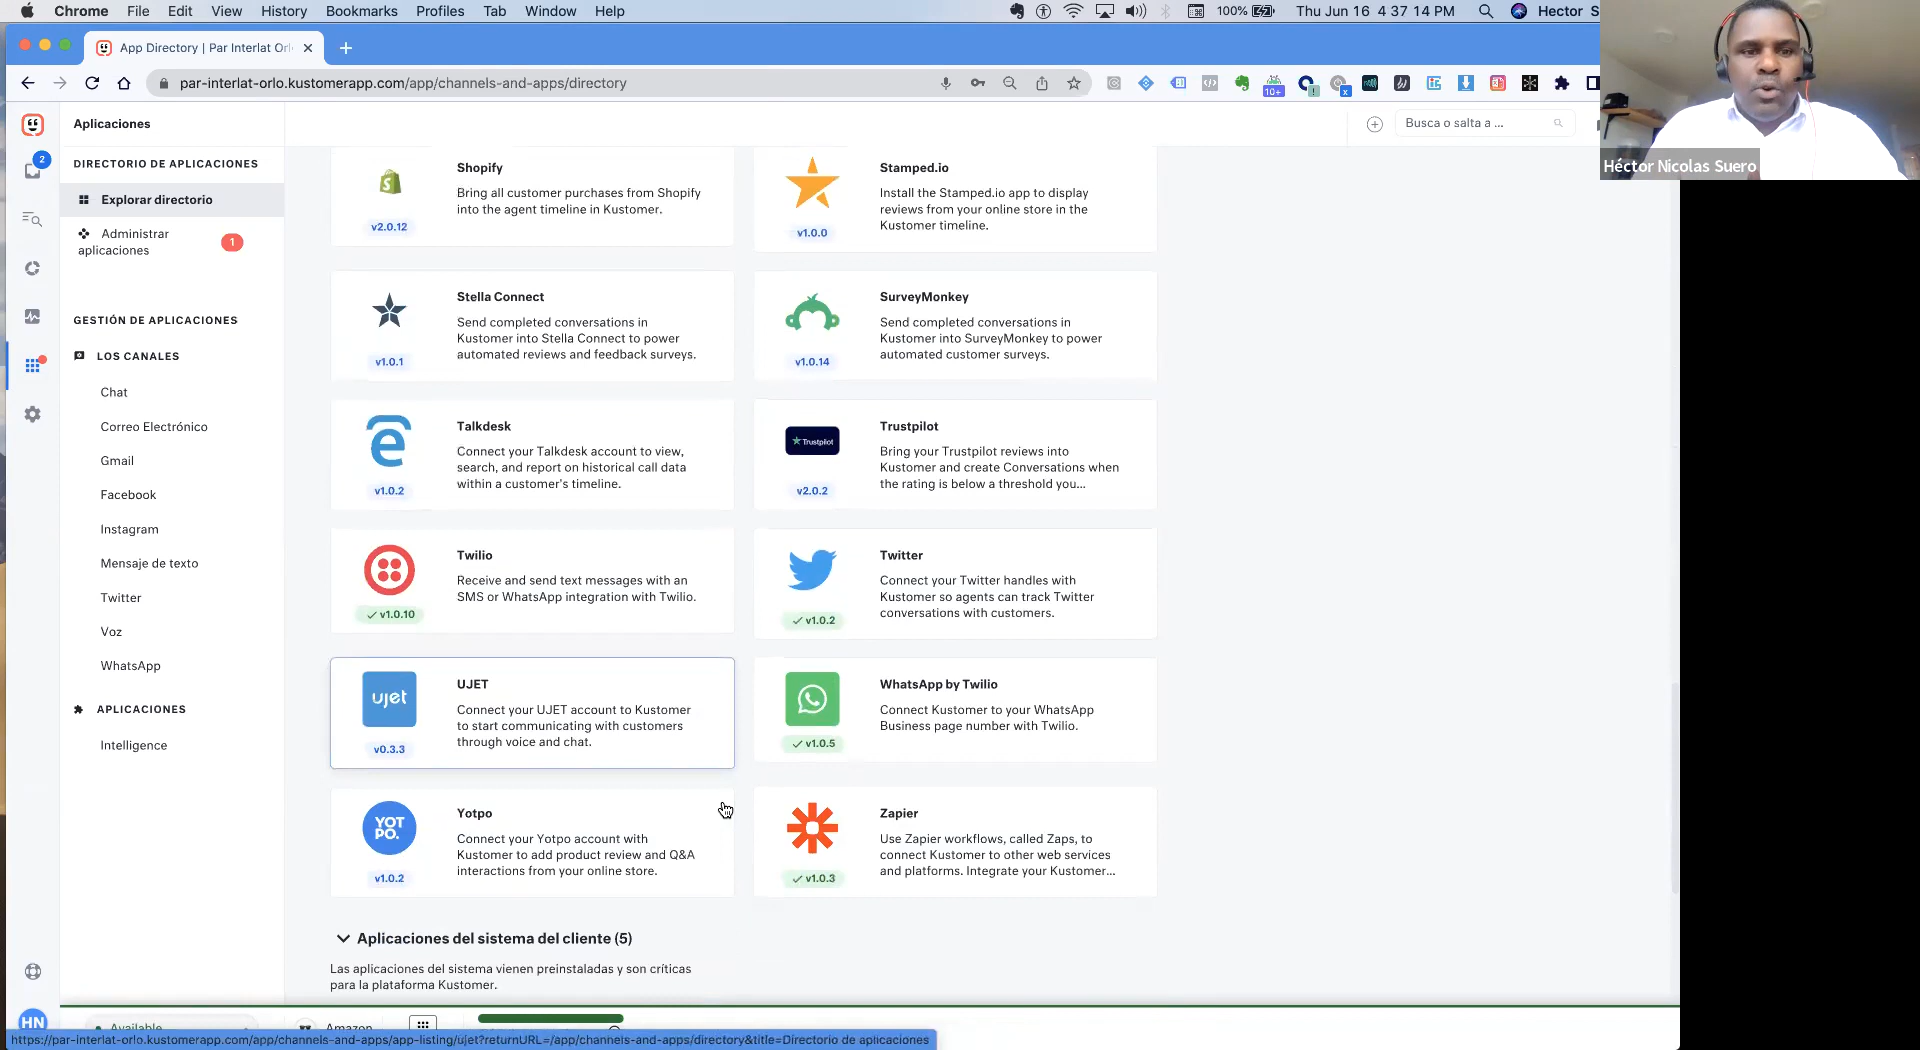 Chrome File Edit View History Bookmarks Profiles Tab Window Help
100% Thu Jun 16 4 37 14 PM Hector S
App Directory | Par Interlat Orl
par-interlat-orlo.kustomerapp.com/app/channels-and-apps/directory
10+
Aplicaciones
Busca o salta a ...
2
DIRECTORIO DE APLICACIONES
Explorar directorio
Administrar
aplicaciones
1
GESTIÓN DE APLICACIONES
LOS CANALES
Chat
Correo Electrónico
Gmail
Facebook
Instagram
Mensaje de texto
Twitter
Voz
WhatsApp
APLICACIONES
Intelligence
HN
Shopify
Bring all customer purchases from Shopify
into the agent timeline in Kustomer.
v2.0.12
Stamped.io
Install the Stamped.io app to display
reviews from your online store in the
Kustomer timeline.
v1.0.0
Stella Connect
Send completed conversations in
Kustomer into Stella Connect to power
automated reviews and feedback surveys.
v1.0.1
SurveyMonkey
Send completed conversations in
Kustomer into SurveyMonkey to power
automated customer surveys.
v1.0.14
Talkdesk
Connect your Talkdesk account to view,
search, and report on historical call data
within a customer's timeline.
v1.0.2
Trustpilot
Trustpilot
Bring your Trustpilot reviews into
Kustomer and create Conversations when
the rating is below a threshold you...
v2.0.2
Twilio
Receive and send text messages with an
SMS or WhatsApp integration with Twilio.
v1.0.10
Twitter
Connect your Twitter handles with
Kustomer so agents can track Twitter
conversations with customers.
v1.0.2
ujet
UJET
Connect your UJET account to Kustomer
to start communicating with customers
through voice and chat.
v0.3.3
WhatsApp by Twilio
Connect Kustomer to your WhatsApp
Business page number with Twilio.
v1.0.5
YOT
PO.
Yotpo
Connect your Yotpo account with
Kustomer to add product review and Q&A
interactions from your online store.
v1.0.2
Zapier
Use Zapier workflows, called Zaps, to
connect Kustomer to other web services
and platforms. Integrate your Kustomer...
v1.0.3
Aplicaciones del sistema del cliente (5)
Las aplicaciones del sistema vienen preinstaladas y son críticas
para la plataforma Kustomer.
Available
Amazon
https://par-interlat-orlo.kustomerapp.com/app/channels-and-apps/app-listing/ujet?returnURL=/app/channels-and-apps/directory&title=Directorio de aplicaciones
Héctor Nicolas Suero